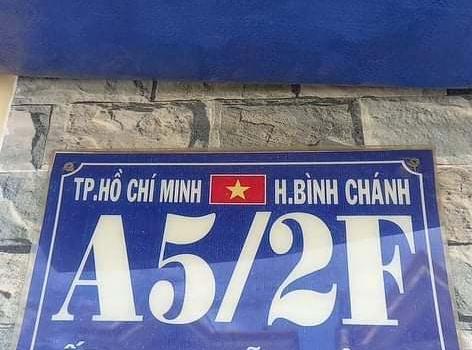 TP.HỒ CHÍ MINH H.BÌNH CHÁNH
A5/2F